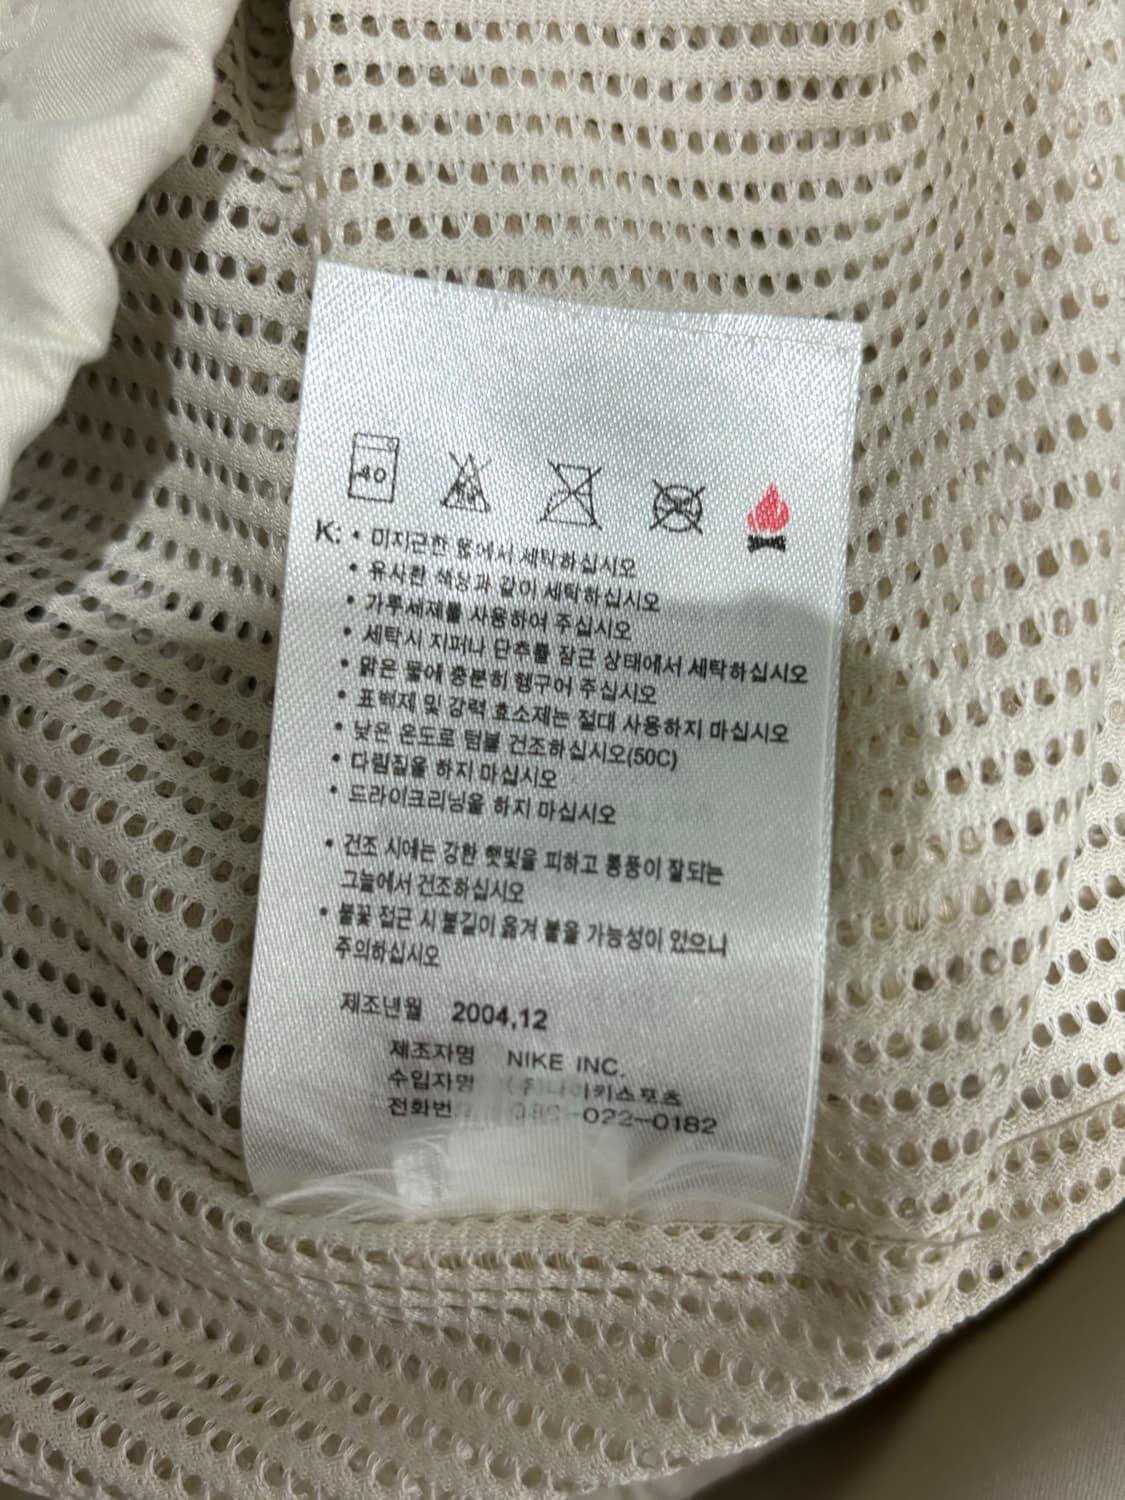 40
K: • 미지근한 물에서 세탁하십시오
• 유사한 색상과 같이 세탁하십시오
• 가루세제를 사용하여 주십시오
• 세탁시 지퍼나 단추를 잠근 상태에서 세탁하십시오
• 맑은 물에 충분히 헹구어 주십시오
• 표백제 및 강력 효소제는 절대 사용하지 마십시오
• 낮은 온도로 텀블 건조하십시오(50C)
• 다림질을 하지 마십시오
• 드라이크리닝을 하지 마십시오
• 건조 시에는 강한 햇빛을 피하고 통풍이 잘되는
그늘에서 건조하십시오
• 불꽃 접근 시 불길이 옮겨 붙을 가능성이 있으니
주의하십시오
제조년월 2004,12
제조자명 NIKE INC.
수입자명 (주)나이키스포츠
022-0182